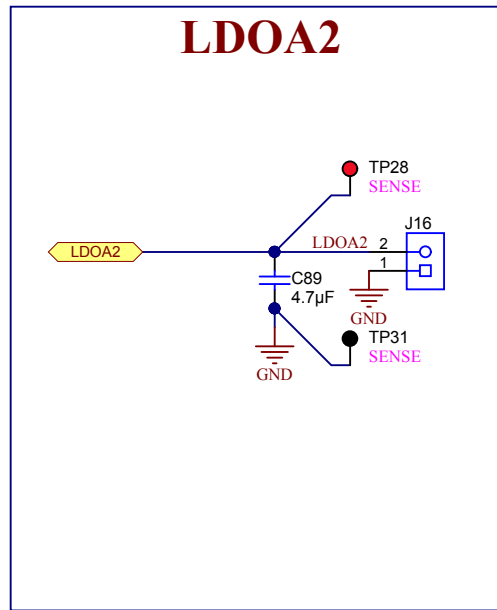 LDOA2
TP28
SENSE
J16
LDOA2
LDOA2
2
1
C89
4.7µF
GND
TP31
SENSE
GND